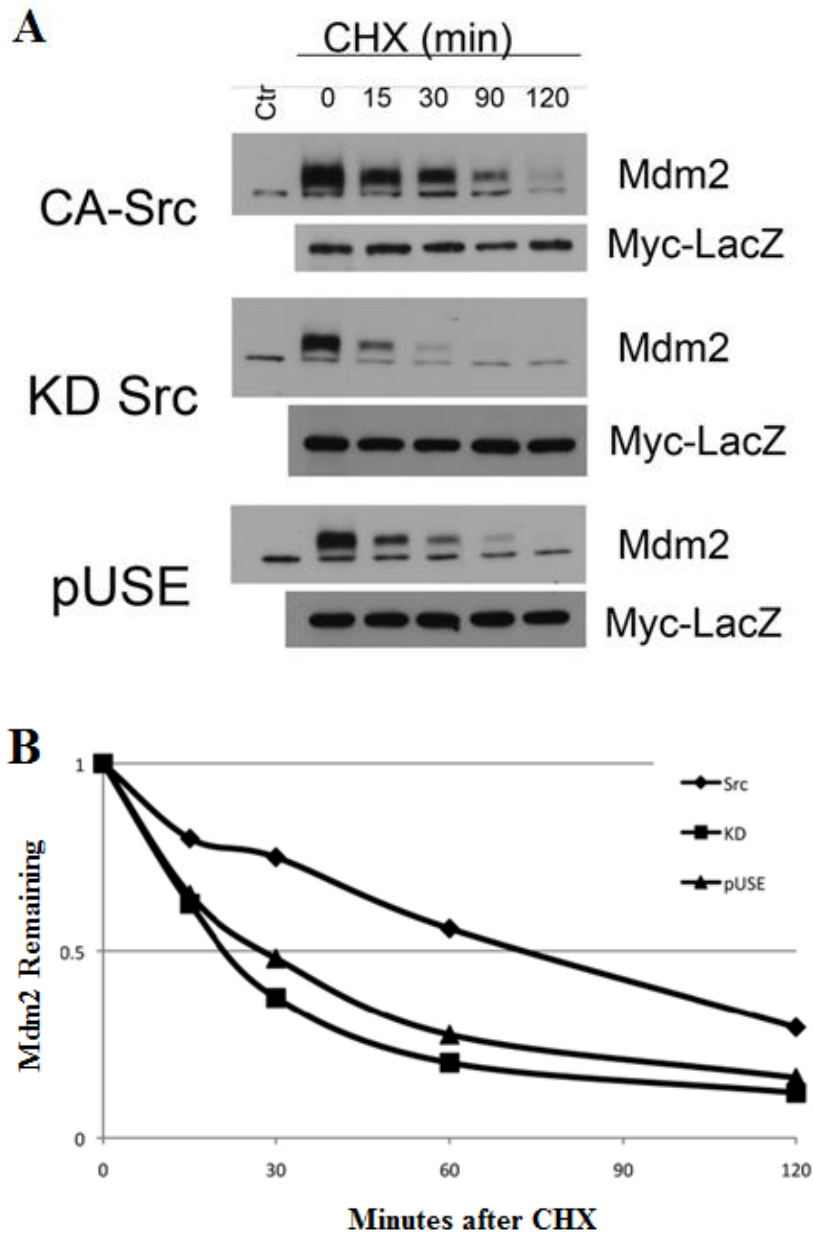 A
CHX (min)
Ctr 0 15 30 90 120
CA-Src
Mdm2
Myc-LacZ
KD Src
Mdm2
Myc-LacZ
pUSE
Mdm2
Myc-LacZ
B
Mdm2 Remaining
1
0.5
0
Src
KD
pUSE
0 30 60 90 120
Minutes after CHX